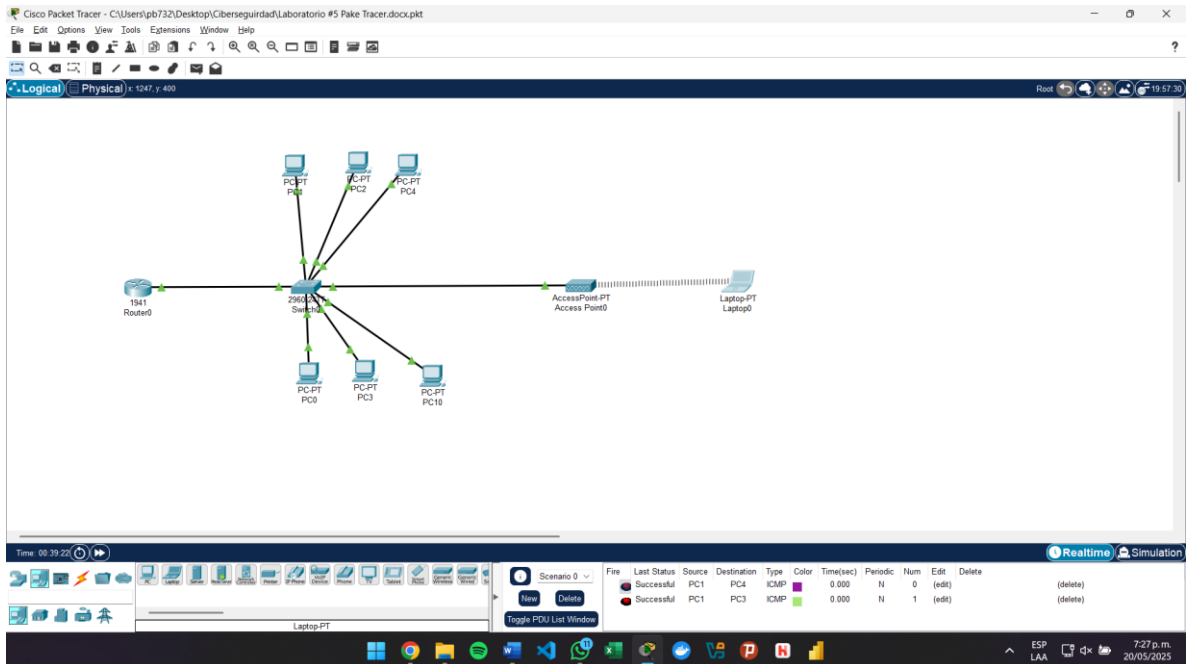 Cisco Packet Tracer - C:\Users\pb732\Desktop\Ciberseguirdad\Laboratorio #5 Pake Tracer.docx.pkt
File Edit Options View Tools Extensions Window Help
?
Logical Physical x: 1247, y: 400
Root 19:57:30
PC-PT
PC-PT
PC2
PC-PT
PC4
1941
Router0
Switch0
AccessPoint-PT
Access Point0
Laptop-PT
Laptop0
PC-PT
PC0
PC-PT
PC3
PC-PT
PC10
Time: 00:39:22
Realtime Simulation
Scenario 0
New Delete
Toggle PDU List Window
Fire Last Status Source Destination Type Color Time(sec) Periodic Num Edit Delete
Successful PC1 PC4 ICMP 0.000 N 0 (edit) (delete)
Successful PC1 PC3 ICMP 0.000 N 1 (edit) (delete)
Laptop-PT
ESP
LAA
7:27 p.m.
20/05/2025